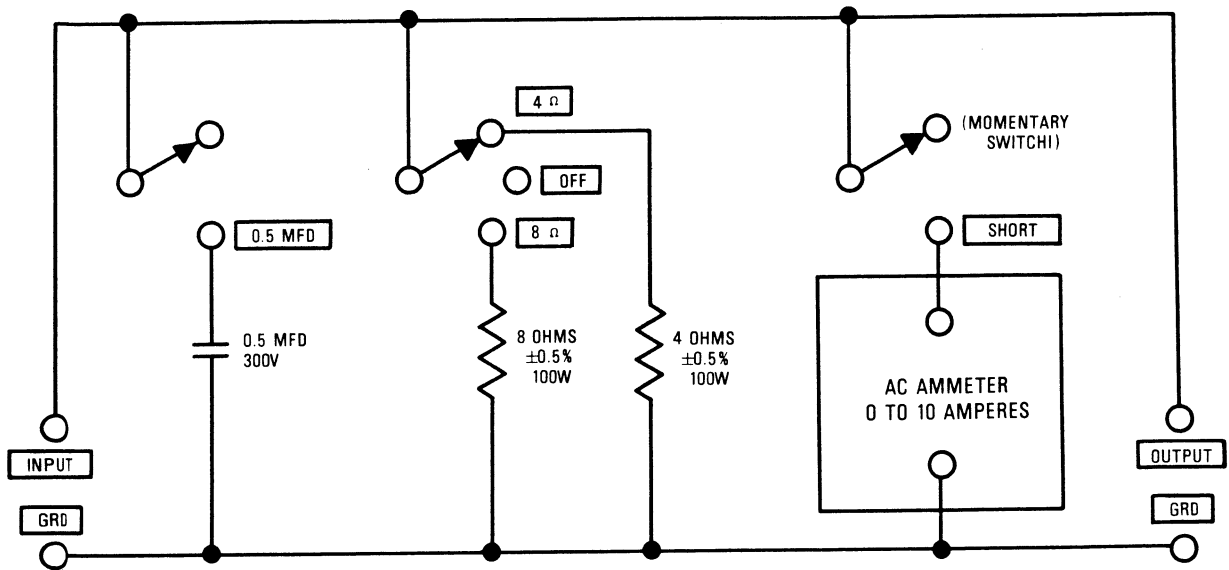 4 Ω
(MOMENTARY
SWITCHI)
OFF
0.5 MFD
8 Ω
SHORT
0.5 MFD
300V
8 OHMS
±0.5%
100W
4 OHMS
±0.5%
100W
AC AMMETER
0 TO 10 AMPERES
INPUT
OUTPUT
GRD
GRD